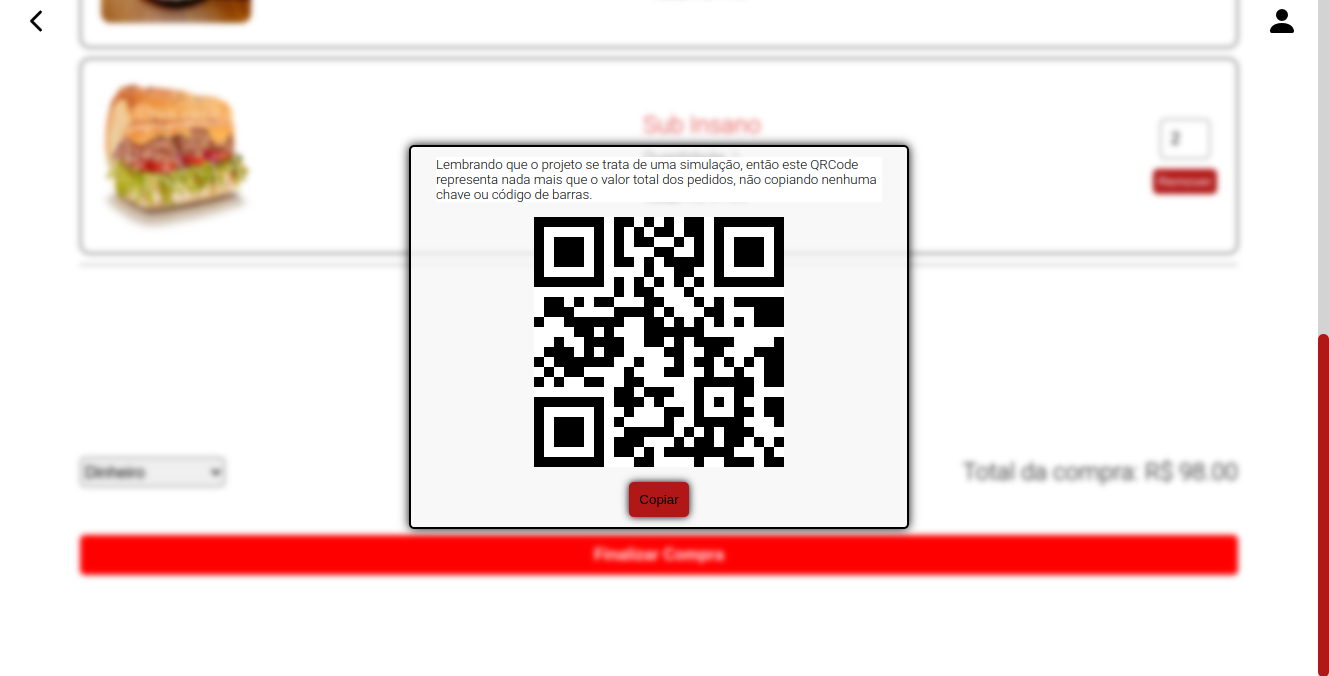 Sub Insano
2
Lembrando que o projeto se trata de uma simulação, então este QRCode
representa nada mais que o valor total dos pedidos, não copiando nenhuma
chave ou código de barras.
Copiar
Dinheiro
Total da compra: R$ 98.00
Finalizar Compra